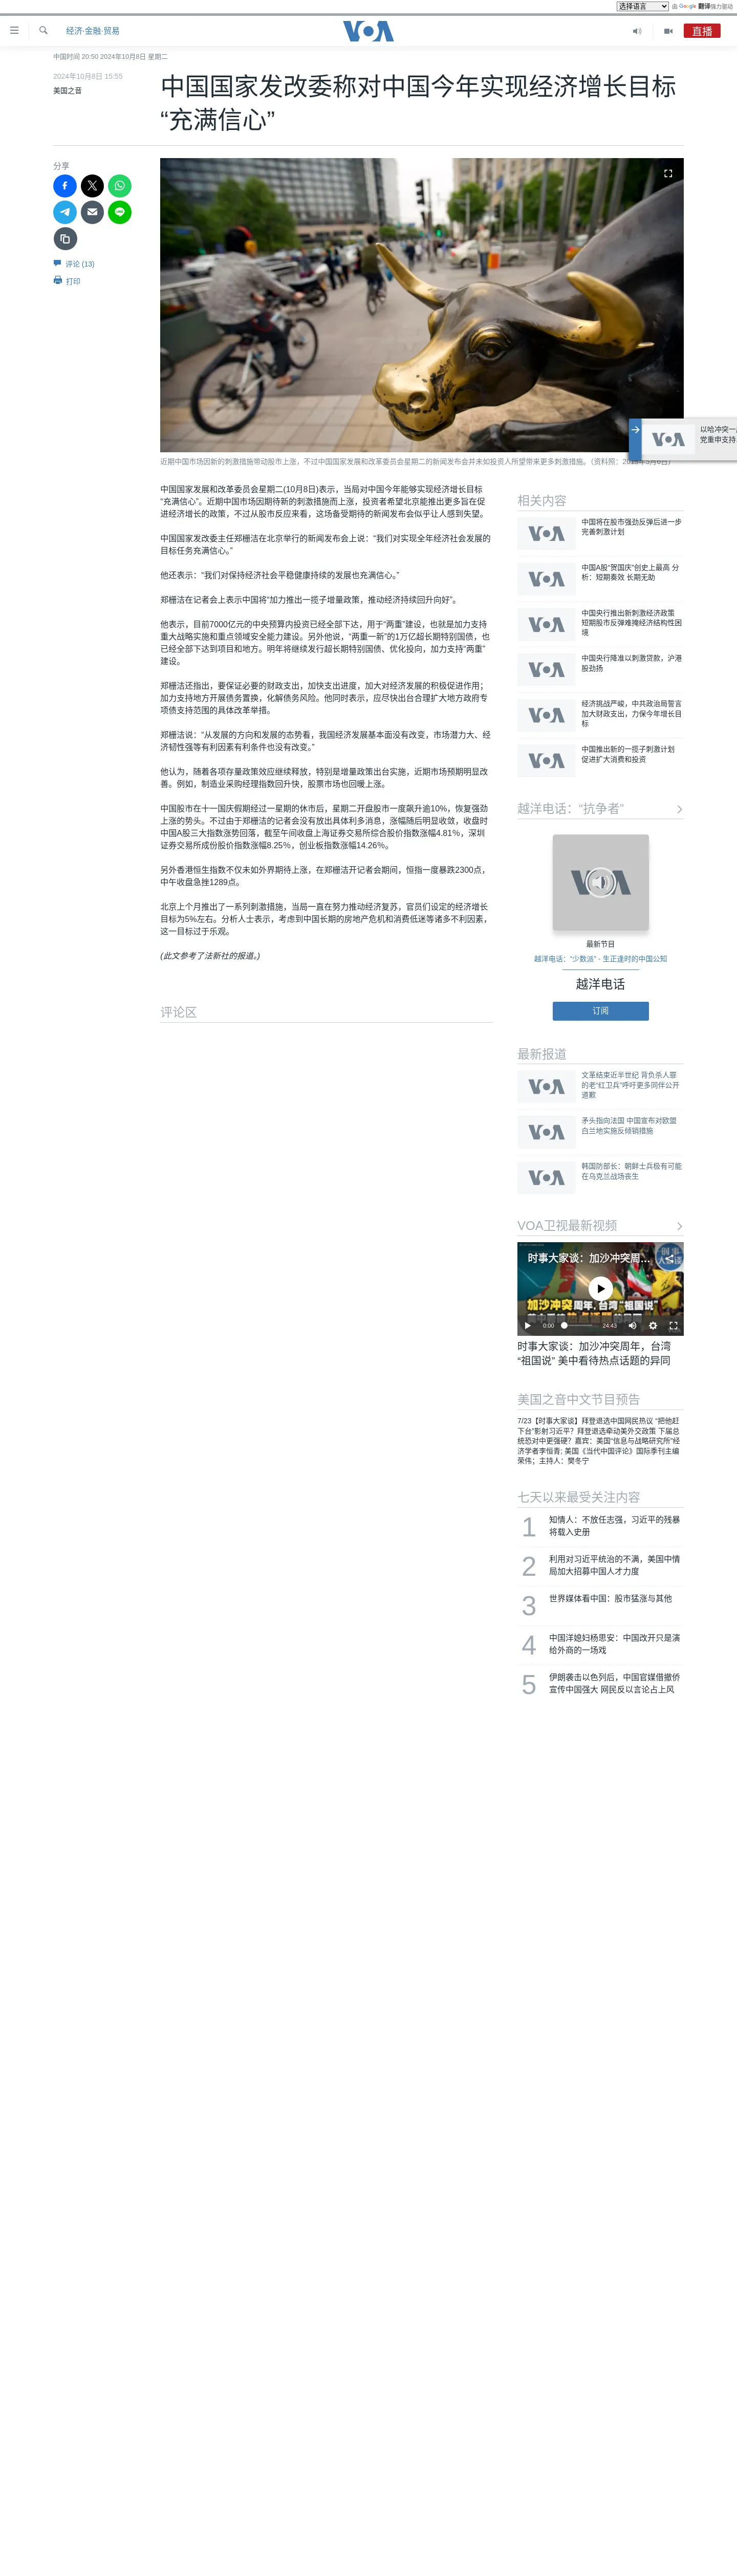 选择语言 由 Google 翻译强力驱动
经济·金融·贸易
VOA
直播
中国时间 20:50 2024年10月8日 星期二
2024年10月8日 15:55
美国之音
中国国家发改委称对中国今年实现经济增长目标
“充满信心”
分享
评论 (13)
打印
以哈冲突一
党重申支持
近期中国市场因新的刺激措施带动股市上涨，不过中国国家发展和改革委员会星期二的新闻发布会并未如投资人所望带来更多刺激措施。（资料照：
中国国家发展和改革委员会星期二(10月8日)表示，当局对中国今年能够实现经济增长目标
“充满信心”。近期中国市场因期待新的刺激措施而上涨，投资者希望北京能推出更多旨在促
进经济增长的政策，不过从股市反应来看，这场备受期待的新闻发布会似乎让人感到失望。
中国国家发改委主任郑栅洁在北京举行的新闻发布会上说：“我们对实现全年经济社会发展的
目标任务充满信心。”
他还表示：“我们对保持经济社会平稳健康持续的发展也充满信心。”
郑栅洁在记者会上表示中国将“加力推出一揽子增量政策，推动经济持续回升向好”。
他表示，目前7000亿元的中央预算内投资已经全部下达，用于“两重”建设，也就是加力支持
重大战略实施和重点领域安全能力建设。另外他说，“两重一新”的1万亿超长期特别国债，也
已经全部下达到项目和地方。明年将继续发行超长期特别国债、优化投向，加力支持“两重”
建设。
郑栅洁还指出，要保证必要的财政支出，加快支出进度，加大对经济发展的积极促进作用；
加力支持地方开展债务置换，化解债务风险。他同时表示，应尽快出台合理扩大地方政府专
项债支持范围的具体改革举措。
郑栅洁说：“从发展的方向和发展的态势看，我国经济发展基本面没有改变，市场潜力大、经
济韧性强等有利因素有利条件也没有改变。”
他认为，随着各项存量政策效应继续释放，特别是增量政策出台实施，近期市场预期明显改
善。例如，制造业采购经理指数回升快，股票市场也回暖上涨。
中国股市在十一国庆假期经过一星期的休市后，星期二开盘股市一度飙升逾10%，恢复强劲
上涨的势头。不过由于郑栅洁的记者会没有放出具体利多消息，涨幅随后明显收敛，收盘时
中国A股三大指数涨势回落，截至午间收盘上海证券交易所综合股价指数涨幅4.81%，深圳
证券交易所成份股价指数涨幅8.25%，创业板指数涨幅14.26%。
另外香港恒生指数不仅未如外界期待上涨，在郑栅洁开记者会期间，恒指一度暴跌2300点，
中午收盘急挫1289点。
北京上个月推出了一系列刺激措施，当局一直在努力推动经济复苏，官员们设定的经济增长
目标为5%左右。分析人士表示，考虑到中国长期的房地产危机和消费低迷等诸多不利因素，
这一目标过于乐观。
(此文参考了法新社的报道。)
评论区
相关内容
VOA
中国将在股市强劲反弹后进一步
完善刺激计划
VOA
中国A股“贺国庆”创史上最高 分
析：短期奏效 长期无助
VOA
中国央行推出新刺激经济政策
短期股市反弹难掩经济结构性困
境
VOA
中国央行降准以刺激贷款，沪港
股劲扬
VOA
经济挑战严峻，中共政治局誓言
加大财政支出，力保今年增长目
标
VOA
中国推出新的一揽子刺激计划
促进扩大消费和投资
越洋电话：“抗争者”
VOA
最新节目
越洋电话：“少数派” - 生正逢时的中国公知
越洋电话
订阅
最新报道
VOA
文革结束近半世纪 背负杀人罪
的老“红卫兵”呼吁更多同伴公开
道歉
VOA
矛头指向法国 中国宣布对欧盟
白兰地实施反倾销措施
VOA
韩国防部长：朝鲜士兵极有可能
在乌克兰战场丧生
VOA卫视最新视频
时事大家谈：加沙冲突周…
加沙冲突周年，台湾“祖国说”
0:00 24:43
时事大家谈：加沙冲突周年，台湾
“祖国说” 美中看待热点话题的异同
美国之音中文节目预告
7/23【时事大家谈】拜登退选中国网民热议 “把他赶
下台”影射习近平？拜登退选牵动美外交政策 下届总
统恐对中更强硬？嘉宾：美国“信息与战略研究所”经
济学者李恒青; 美国《当代中国评论》国际季刊主编
荣伟；主持人：樊冬宁
七天以来最受关注内容
1 知情人：不放任志强，习近平的残暴
将载入史册
2 利用对习近平统治的不满，美国中情
局加大招募中国人才力度
3 世界媒体看中国：股市猛涨与其他
4 中国洋媳妇杨思安：中国改开只是演
给外商的一场戏
5 伊朗袭击以色列后，中国官媒借撤侨
宣传中国强大 网民反以言论占上风